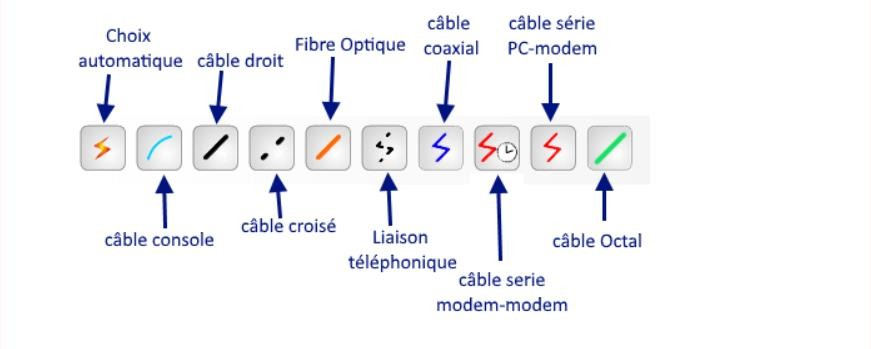 Choix
automatique
câble droit
Fibre Optique
câble
coaxial
câble série
PC-modem
câble console
câble croisé
Liaison
téléphonique
câble serie
modem-modem
câble Octal